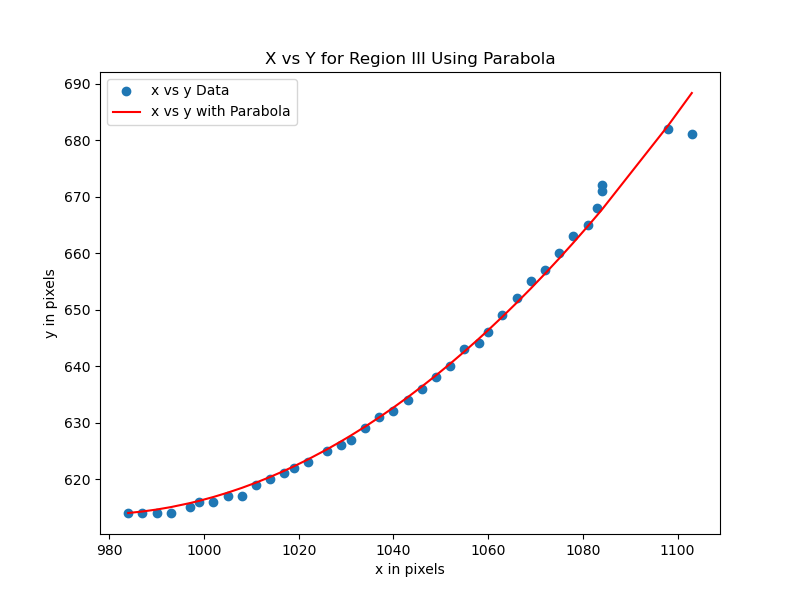 X vs Y for Region III Using Parabola
x vs y Data
x vs y with Parabola
690
680
670
660
650
640
630
620
y in pixels
980 1000 1020 1040 1060 1080 1100
x in pixels